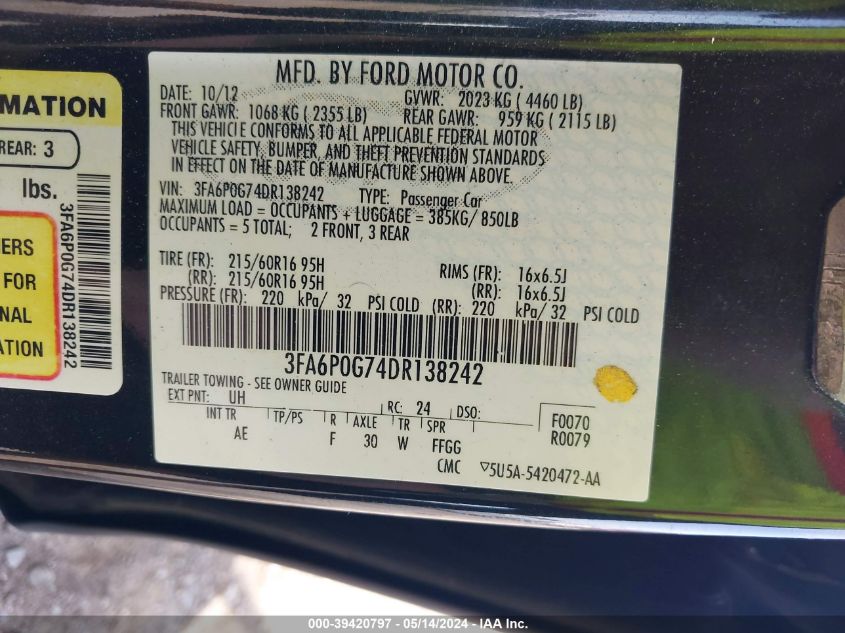 MATION
REAR: 3
lbs.
ERS
FOR
NAL
ATION
3FA6P0G74DR138242
MFD. BY FORD MOTOR CO.
DATE: 10/12 GVWR: 2023 KG ( 4460 LB)
FRONT GAWR: 1068 KG ( 2355 LB) REAR GAWR: 959 KG ( 2115 LB)
THIS VEHICLE CONFORMS TO ALL APPLICABLE FEDERAL MOTOR
VEHICLE SAFETY, BUMPER, AND THEFT PREVENTION STANDARDS
IN EFFECT ON THE DATE OF MANUFACTURE SHOWN ABOVE.
VIN: 3FA6P0G74DR138242 TYPE: Passenger Car
MAXIMUM LOAD = OCCUPANTS + LUGGAGE = 385KG/ 850LB
OCCUPANTS = 5 TOTAL; 2 FRONT, 3 REAR
TIRE (FR): 215/60R16 95H RIMS (FR): 16x6.5J
(RR): 215/60R16 95H (RR): 16x6.5J
PRESSURE (FR): 220 kPa/ 32 PSI COLD (RR): 220 kPa/ 32 PSI COLD
3FA6P0G74DR138242
TRAILER TOWING - SEE OWNER GUIDE
EXT PNT: UH RC: 24 DSO: F0070
INT TR TP/PS R AXLE TR SPR R0079
AE F 30 W FFGG
CMC ▽5U5A-5420472-AA
000-39420797 - 05/14/2024 - IAA Inc.